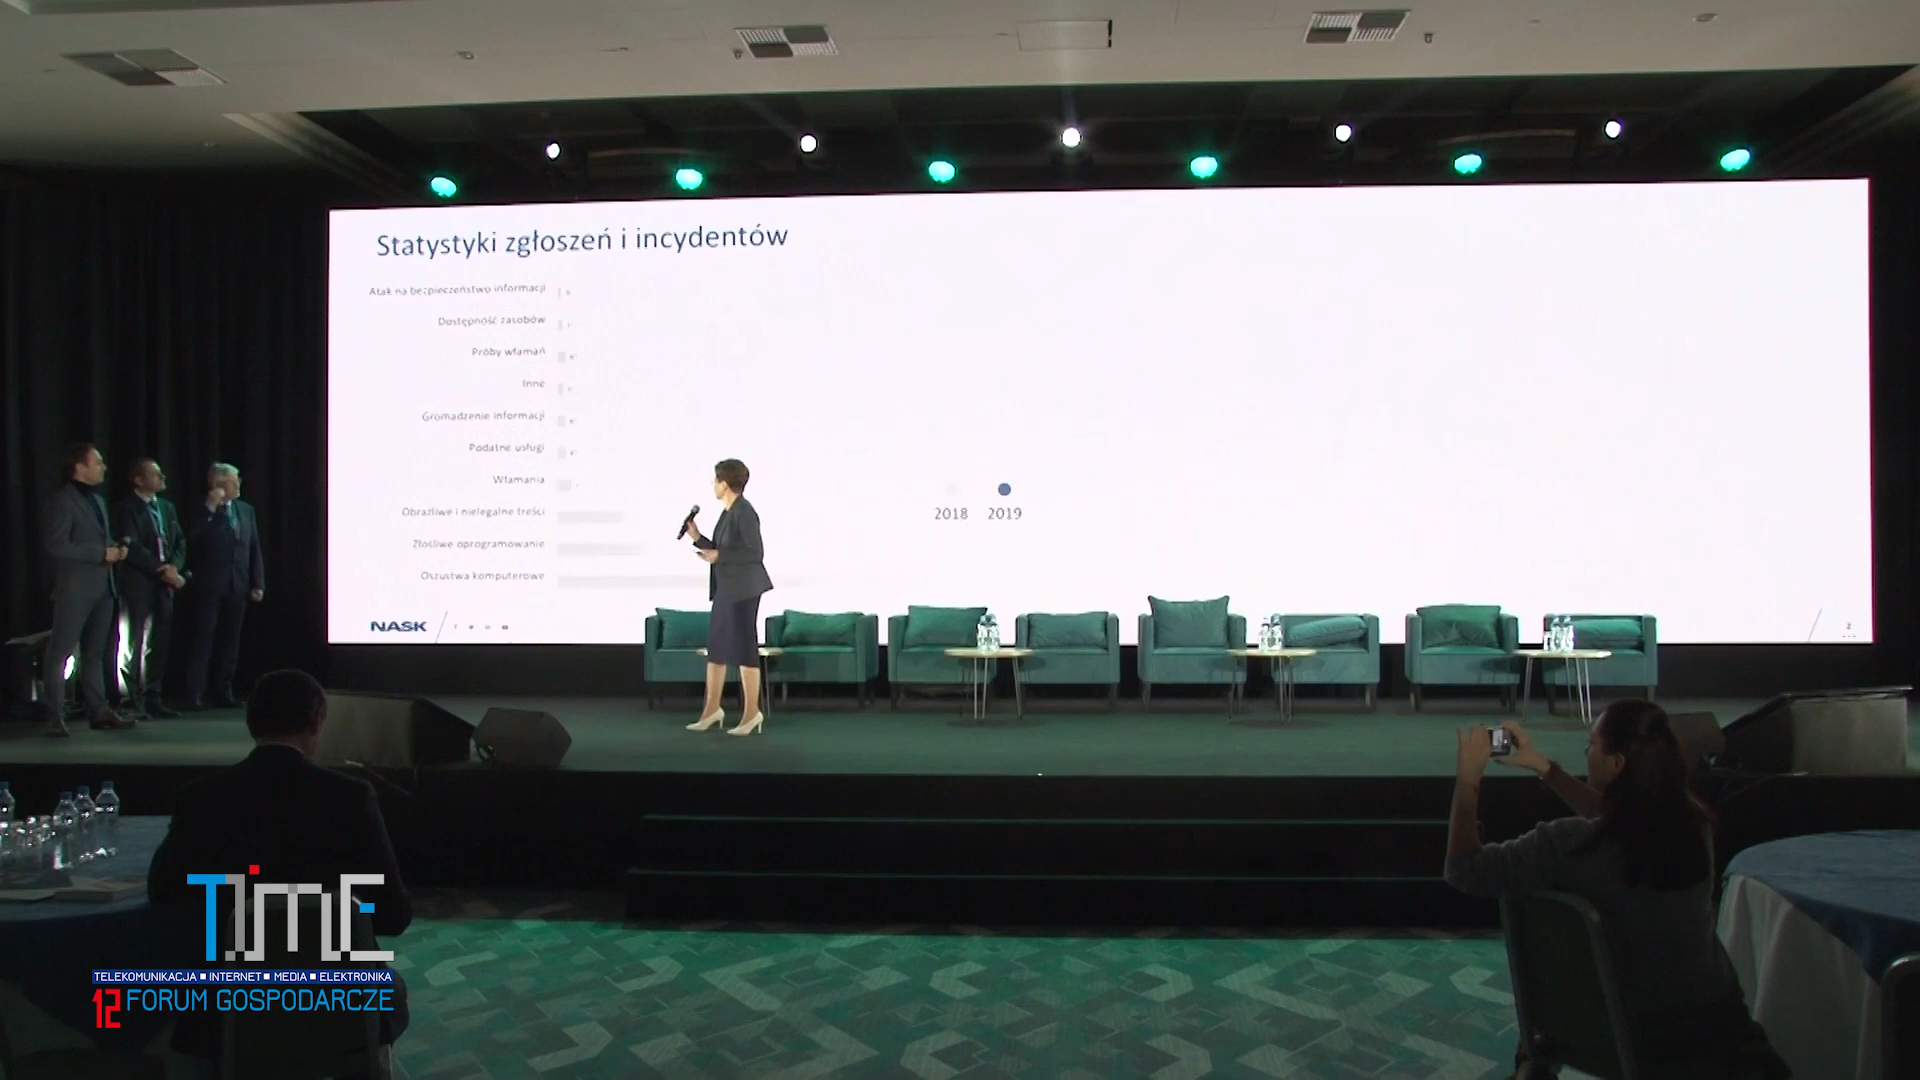 Statystyki zgłoszeń i incydentów
Atak na bezpieczeństwo informacji
Dostępność zasobów
Próby włamań
Inne
Gromadzenie informacji
Podatne usługi
Włamania
Obraźliwe i nielegalne treści
Złośliwe oprogramowanie
Oszustwa komputerowe
2018 2019
NASK
2
TIME
TELEKOMUNIKACJA ■ INTERNET ■ MEDIA ■ ELEKTRONIKA
12 FORUM GOSPODARCZE